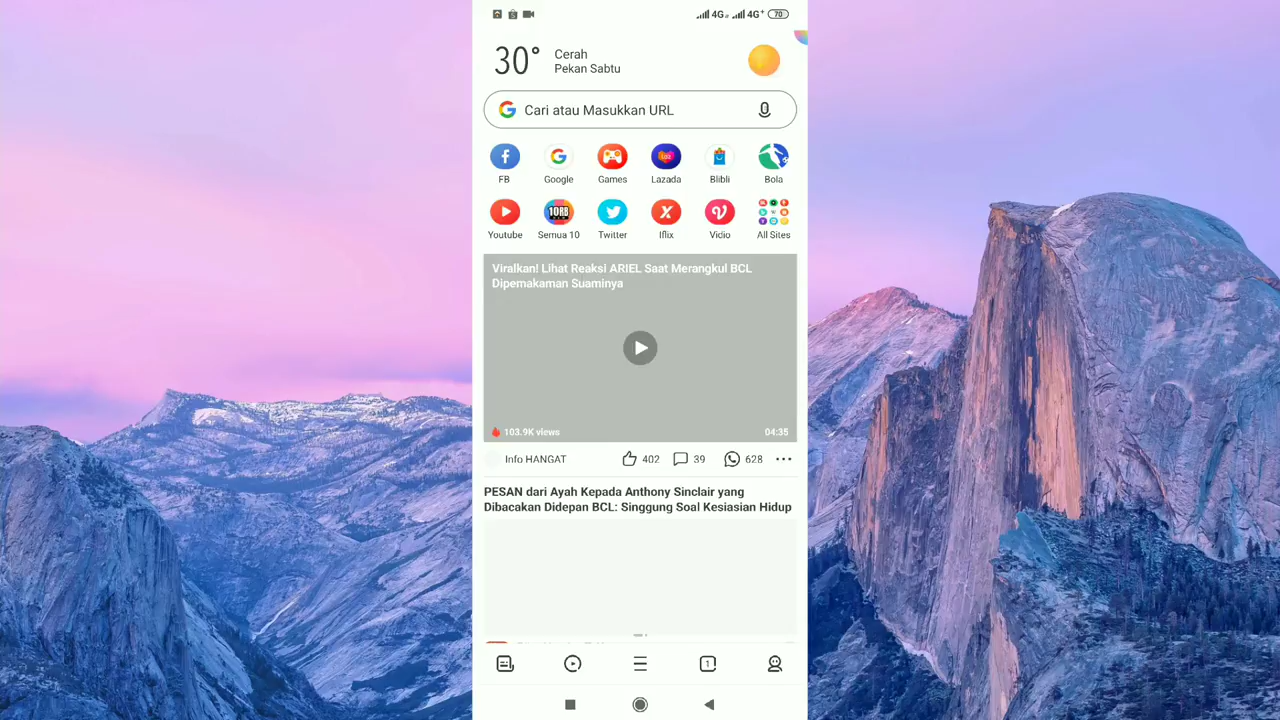 4G 4G+ 70
30° Cerah
Pekan Sabtu
Cari atau Masukkan URL
FB Google Games Lazada Blibli Bola
Youtube Semua 10 Twitter Iflix Vidio All Sites
Viralkan! Lihat Reaksi ARIEL Saat Merangkul BCL
Dipemakaman Suaminya
103.9K views 04:35
Info HANGAT 402 39 628
PESAN dari Ayah Kepada Anthony Sinclair yang
Dibacakan Didepan BCL: Singgung Soal Kesiasian Hidup
1